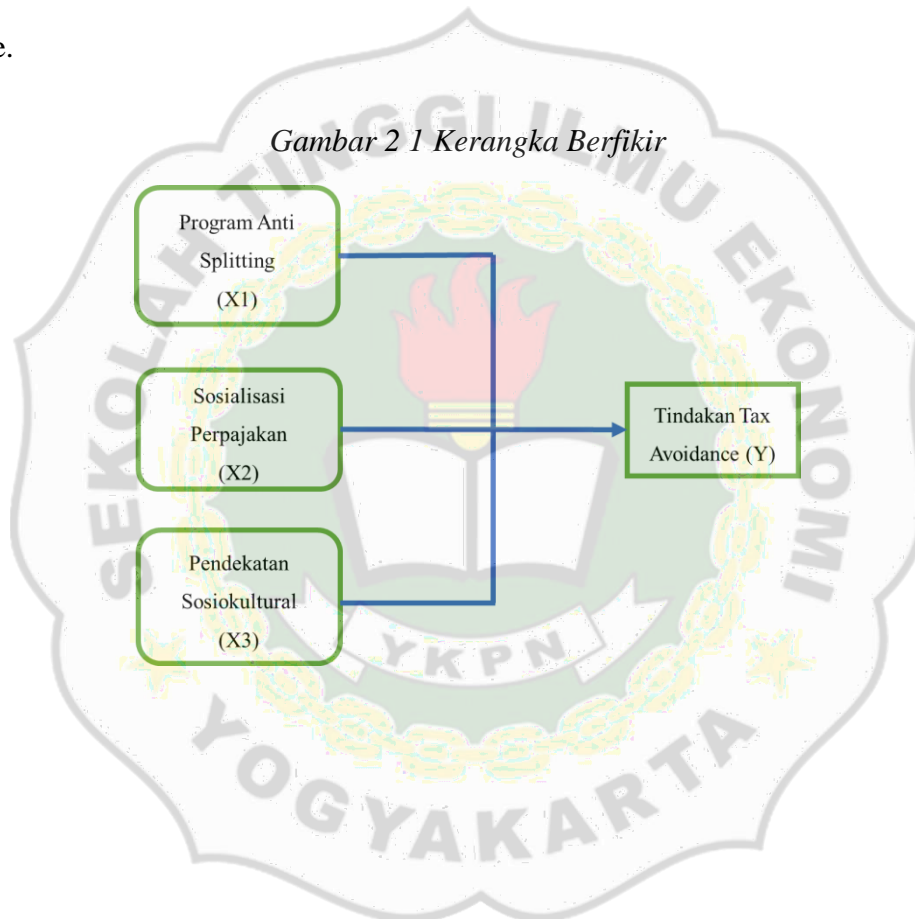 e.
Gambar 2 1 Kerangka Berfikir
Program Anti
Splitting
(X1)
Sosialisasi
Perpajakan
(X2)
Pendekatan
Sosiokultural
(X3)
Tindakan Tax
Avoidance (Y)
SEKOLAH TINGGI ILMU EKONOMI
YKPN
YOGYAKARTA